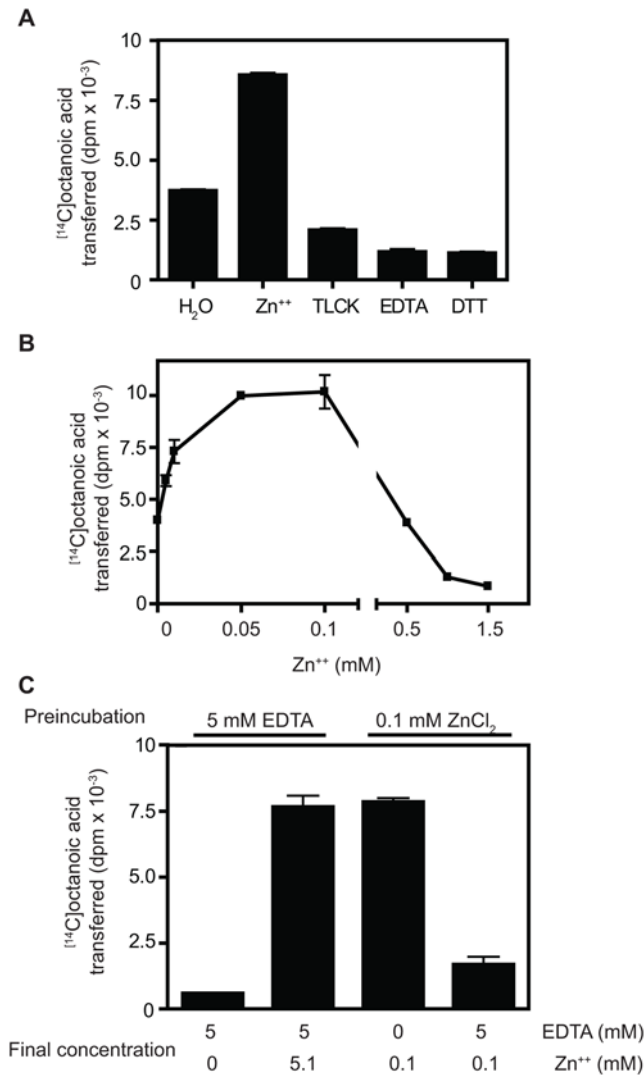 A
[¹⁴C]octanoic acid
transferred (dpm x 10⁻³)
10
7.5
5.0
2.5
0
H₂O Zn⁺⁺ TLCK EDTA DTT
B
[¹⁴C]octanoic acid
transferred (dpm x 10⁻³)
10
7.5
5.0
2.5
0
0 0.05 0.1 0.5 1.5
Zn⁺⁺ (mM)
C
Preincubation 5 mM EDTA 0.1 mM ZnCl₂
[¹⁴C]octanoic acid
transferred (dpm x 10⁻³)
10
7.5
5.0
2.5
0
Final concentration
5 5 0 5 EDTA (mM)
0 5.1 0.1 0.1 Zn⁺⁺ (mM)